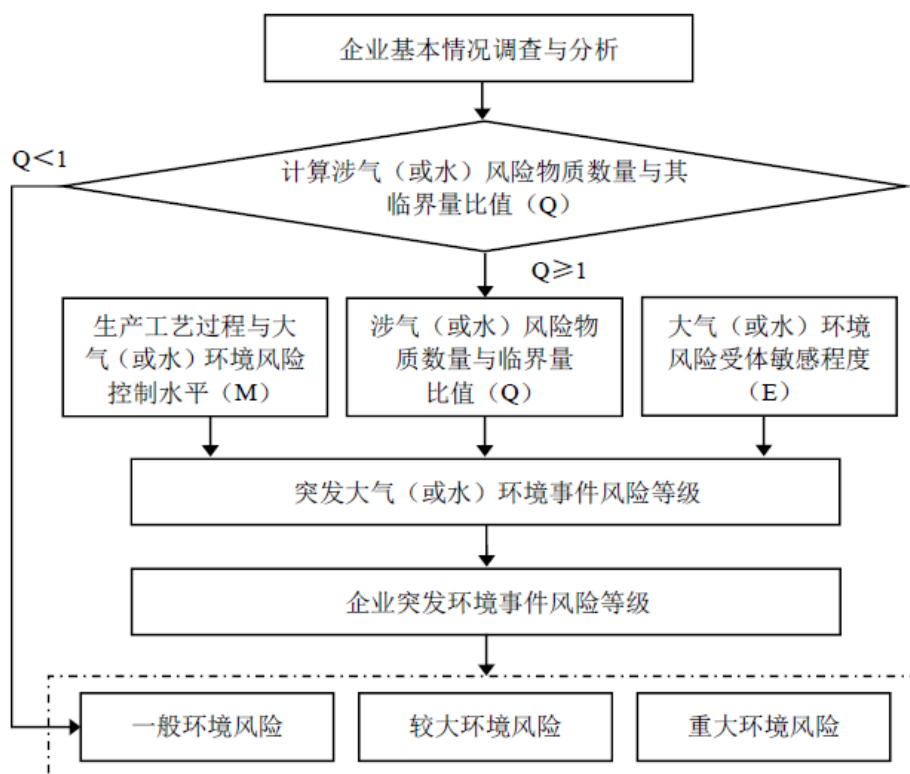 企业基本情况调查与分析
Q＜1
计算涉气（或水）风险物质数量与其
临界量比值（Q）
Q≥1
生产工艺过程与大
气（或水）环境风险
控制水平（M）
涉气（或水）风险物
质数量与临界量
比值（Q）
大气（或水）环境
风险受体敏感程度
（E）
突发大气（或水）环境事件风险等级
企业突发环境事件风险等级
一般环境风险
较大环境风险
重大环境风险